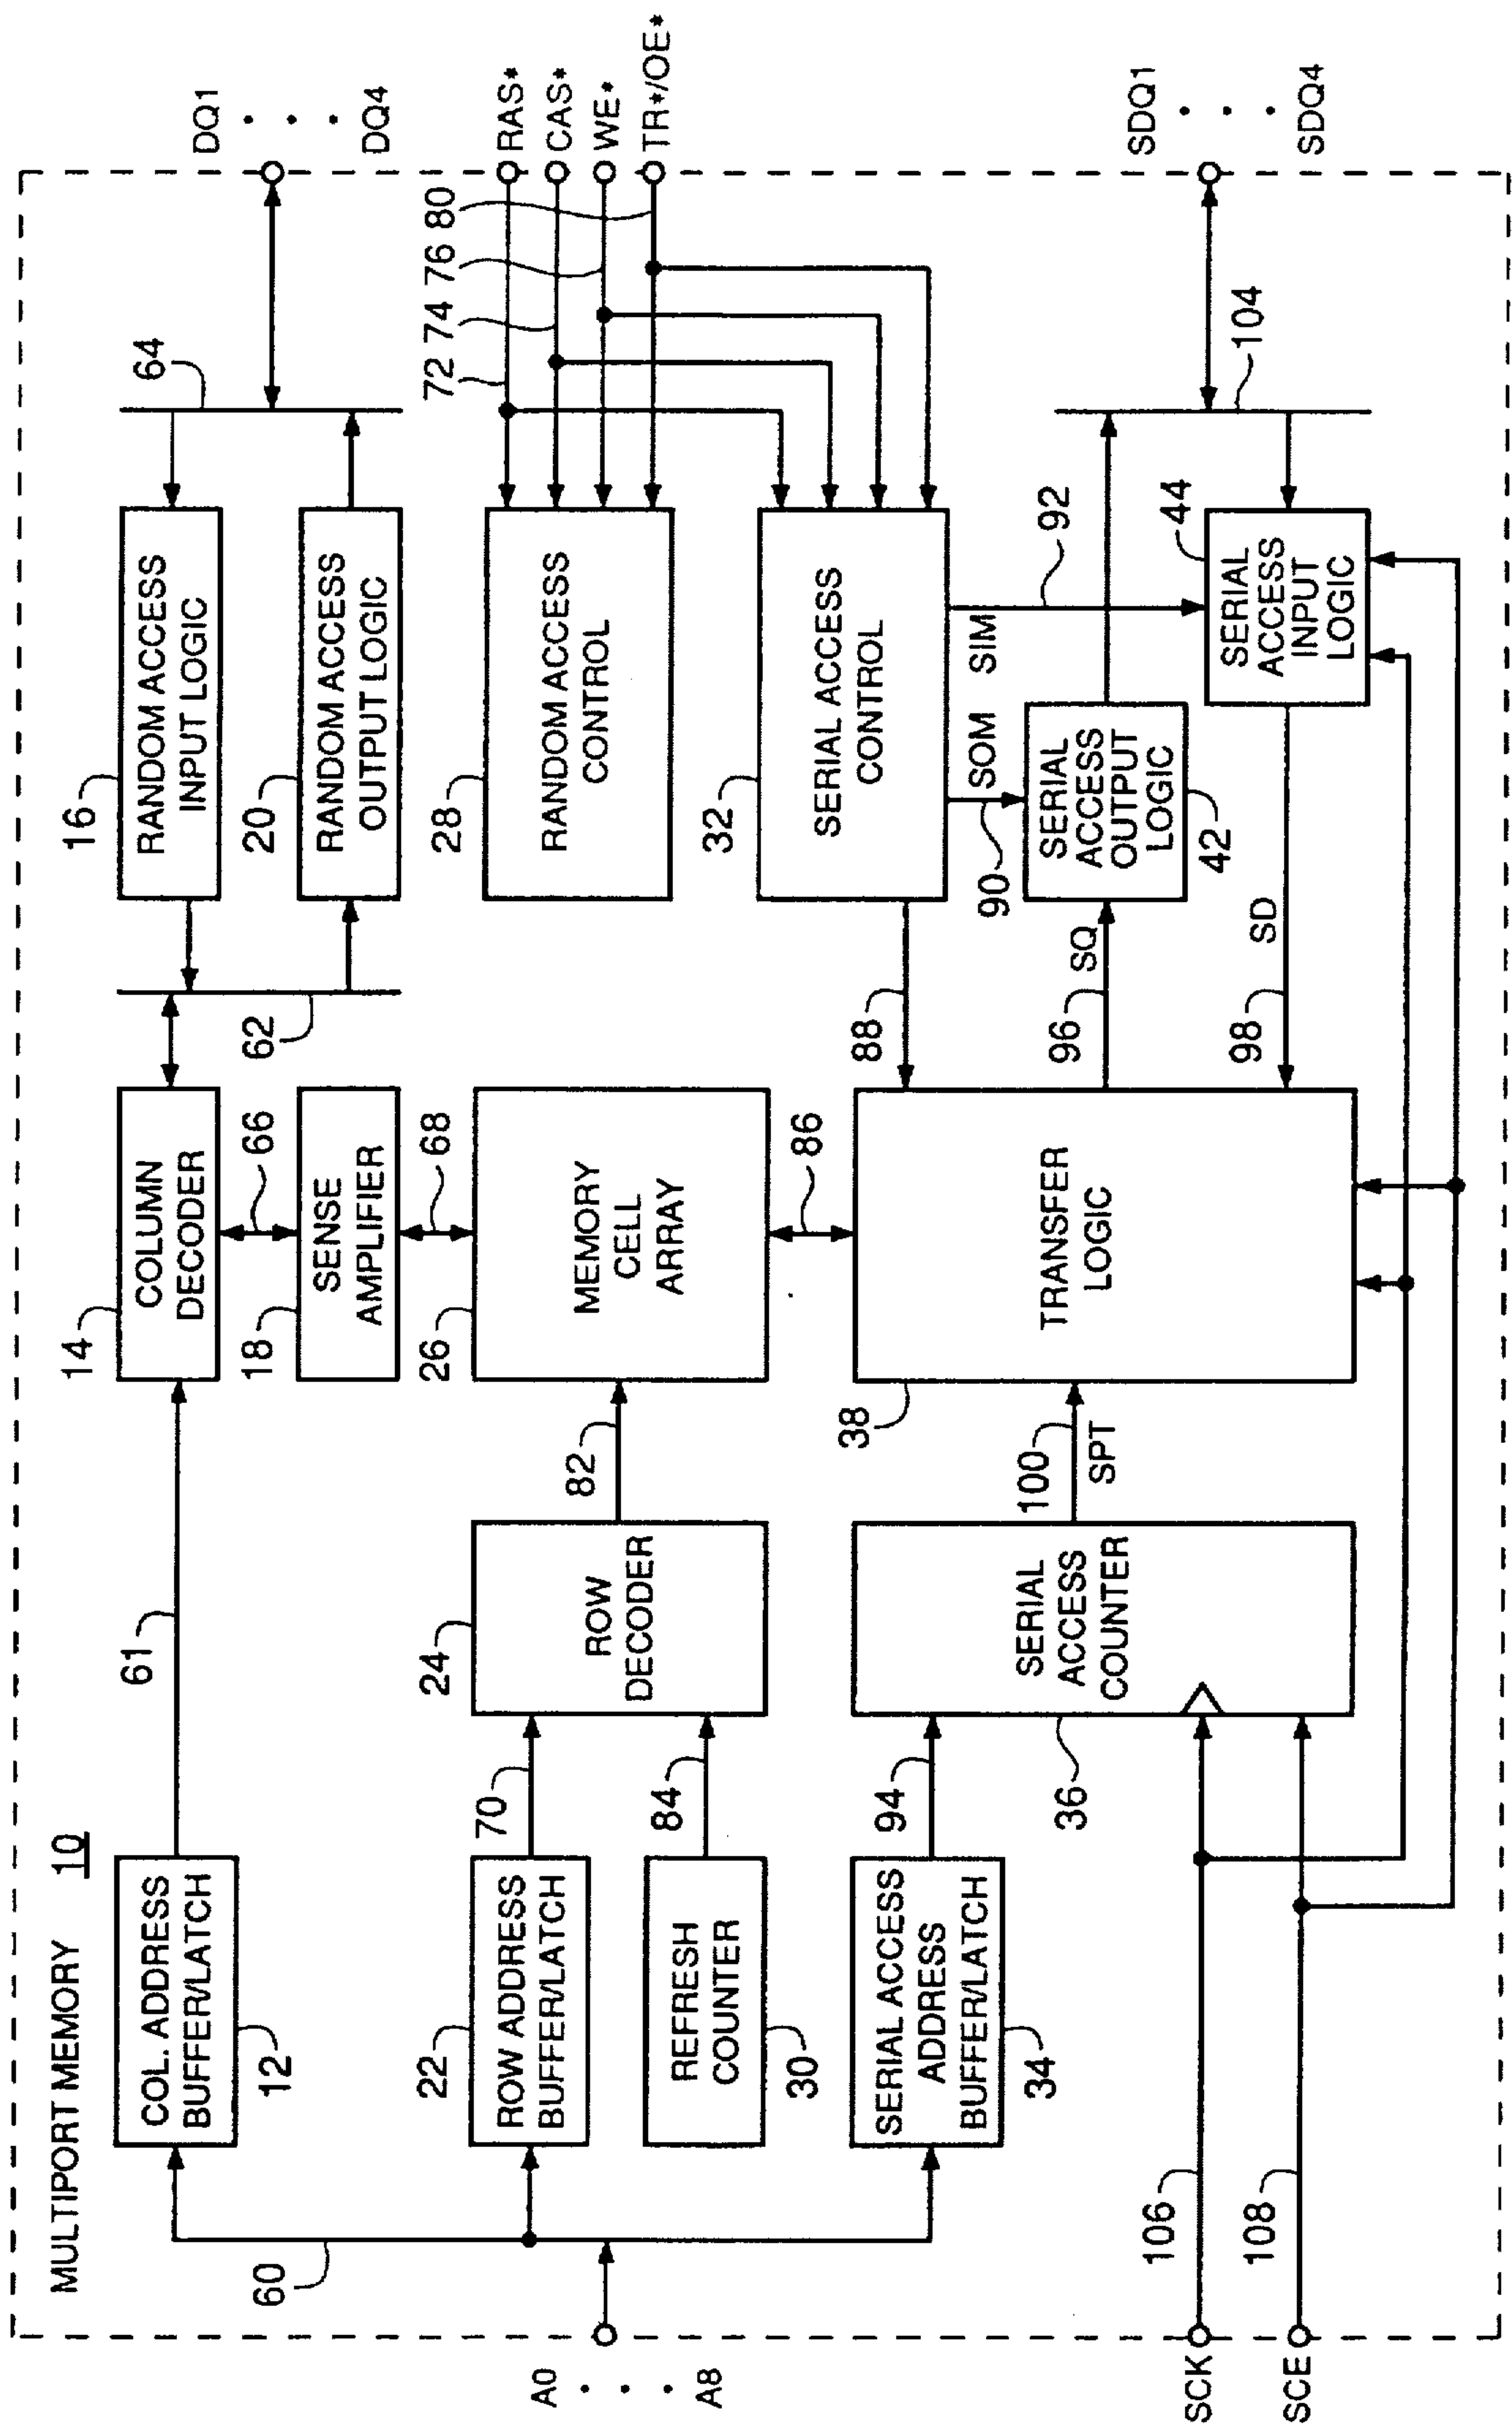 MULTIPORT MEMORY 10
COL. ADDRESS
BUFFER/LATCH
12
61
14
COLUMN
DECODER
66
18
SENSE
AMPLIFIER
68
62
16
RANDOM ACCESS
INPUT LOGIC
20
RANDOM ACCESS
OUTPUT LOGIC
64
DQ1
DQ4
60
A0
A8
22
ROW ADDRESS
BUFFER/LATCH
70
30
REFRESH
COUNTER
84
24
ROW
DECODER
82
26
MEMORY
CELL
ARRAY
86
28
RANDOM ACCESS
CONTROL
72
74
76
80
RAS*
CAS*
WE*
TR*/OE*
32
SERIAL ACCESS
CONTROL
88
90
SOM
SIM
92
34
SERIAL ACCESS
ADDRESS
BUFFER/LATCH
94
36
SERIAL
ACCESS
COUNTER
100
SPT
38
TRANSFER
LOGIC
96
SQ
98
SD
42
SERIAL
ACCESS
OUTPUT
LOGIC
44
SERIAL
ACCESS
INPUT
LOGIC
104
SDQ1
SDQ4
106
SCK
108
SCE